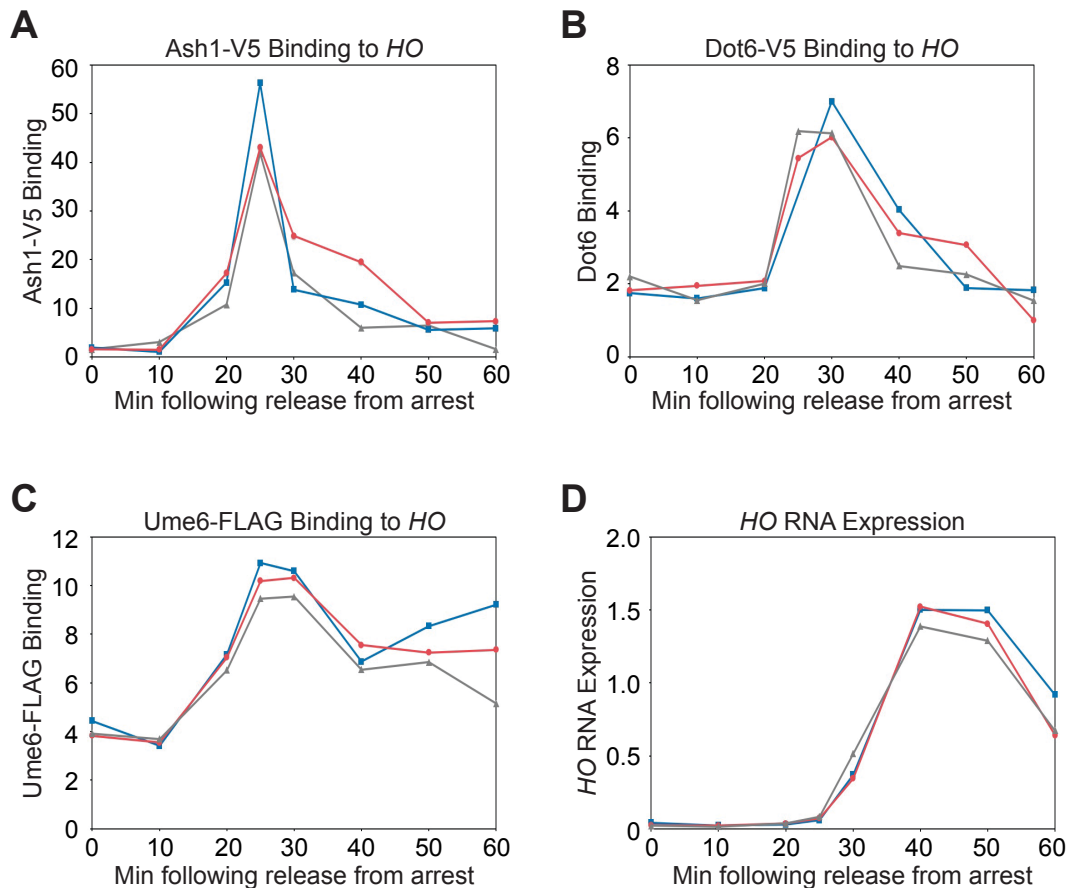 A
Ash1-V5 Binding to HO
Ash1-V5 Binding
60
50
40
30
20
10
0
0 10 20 30 40 50 60
Min following release from arrest
B
Dot6-V5 Binding to HO
Dot6 Binding
8
6
4
2
0
0 10 20 30 40 50 60
Min following release from arrest
C
Ume6-FLAG Binding to HO
Ume6-FLAG Binding
12
10
8
6
4
2
0
0 10 20 30 40 50 60
Min following release from arrest
D
HO RNA Expression
HO RNA Expression
2.0
1.5
1.0
0.5
0
0 10 20 30 40 50 60
Min following release from arrest